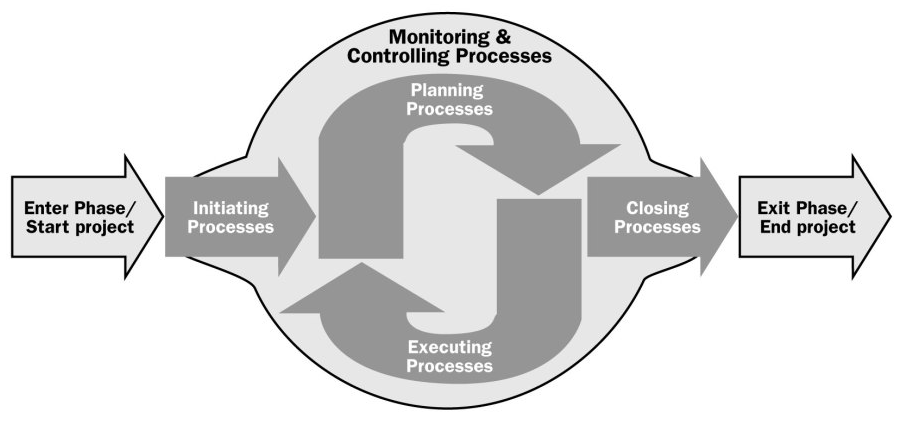 Monitoring &
Controlling Processes
Planning
Processes
Enter Phase/
Start project
Initiating
Processes
Closing
Processes
Exit Phase/
End project
Executing
Processes